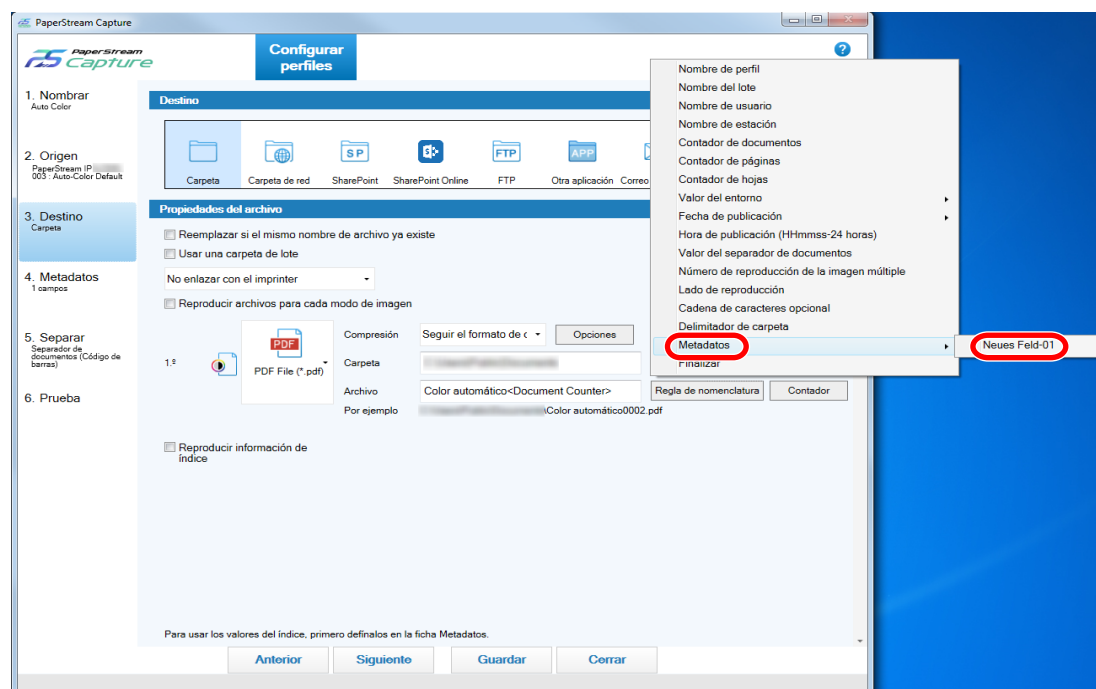 PaperStream Capture
PaperStream
Capture
Configurar
perfiles
?
1. Nombrar
Auto Color
2. Origen
PaperStream IP
003 : Auto-Color Default
3. Destino
Carpeta
4. Metadatos
1 campos
5. Separar
Separador de
documentos (Código de
barras)
6. Prueba
Destino
SP
FTP
APP
Carpeta
Carpeta de red
SharePoint
SharePoint Online
FTP
Otra aplicación
Correo
Propiedades del archivo
Reemplazar si el mismo nombre de archivo ya existe
Usar una carpeta de lote
No enlazar con el imprinter
Reproducir archivos para cada modo de imagen
1.º
PDF
PDF File (*.pdf)
Compresión
Seguir el formato de c
Opciones
Carpeta
Archivo
Color automático<Document Counter>
Regla de nomenclatura
Contador
Por ejemplo
\Color automático0002.pdf
Reproducir información de
índice
Para usar los valores del índice, primero defínalos en la ficha Metadatos.
Anterior
Siguiente
Guardar
Cerrar
Nombre de perfil
Nombre del lote
Nombre de usuario
Nombre de estación
Contador de documentos
Contador de páginas
Contador de hojas
Valor del entorno
Fecha de publicación
Hora de publicación (HHmmss-24 horas)
Valor del separador de documentos
Número de reproducción de la imagen múltiple
Lado de reproducción
Cadena de caracteres opcional
Delimitador de carpeta
Metadatos
Neues Feld-01
Finalizar